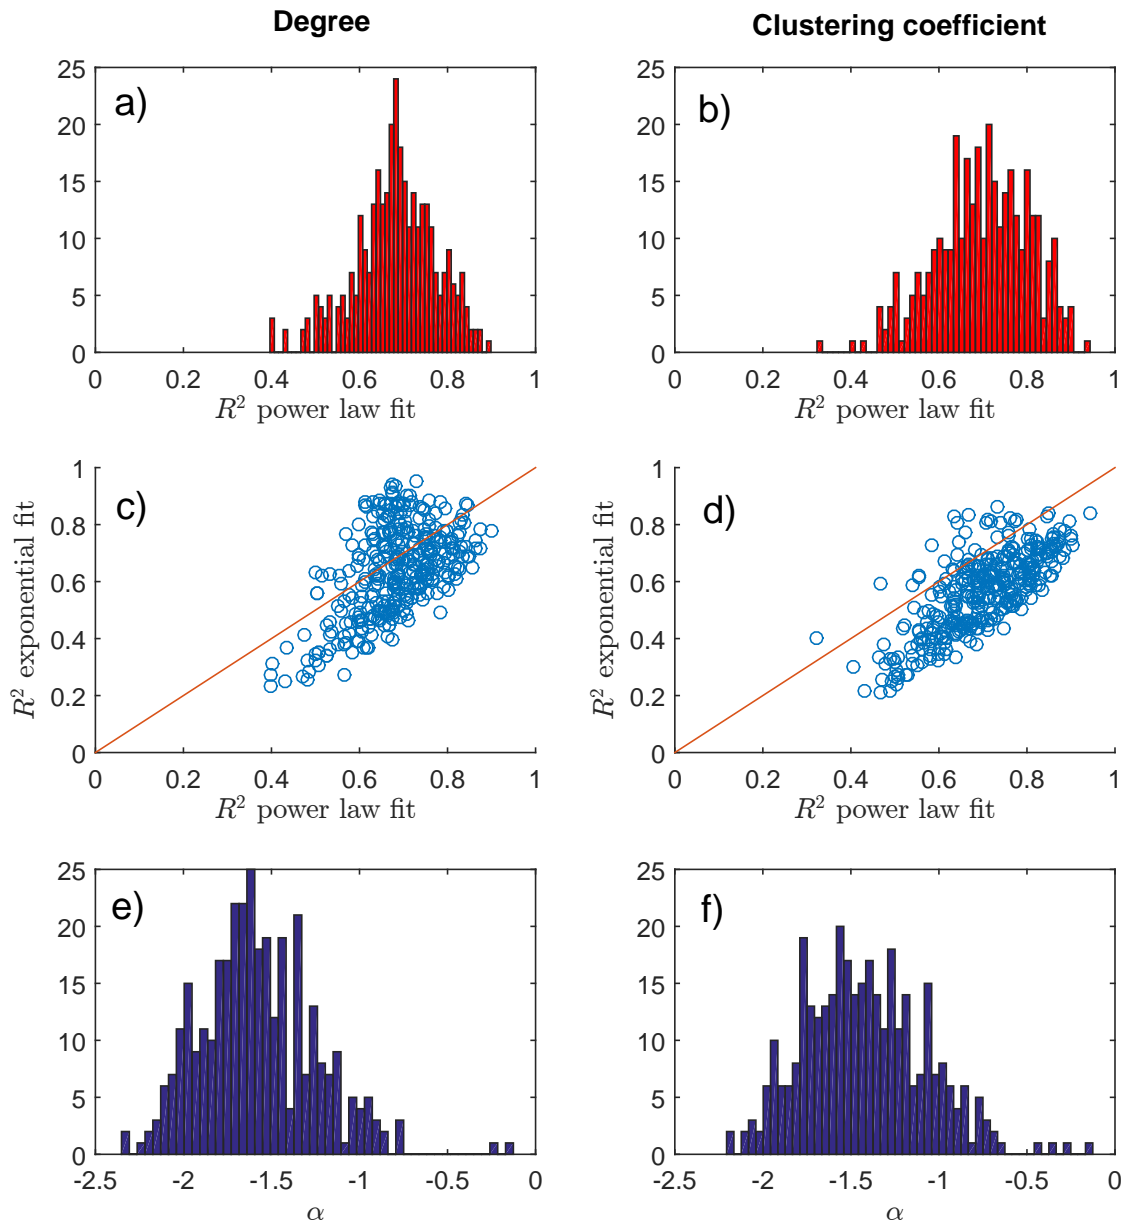 Degree
Clustering coefficient
a)
25
20
15
10
5
0
0 0.2 0.4 0.6 0.8 1
R² power law fit
b)
25
20
15
10
5
0
0 0.2 0.4 0.6 0.8 1
R² power law fit
c)
R² exponential fit
1
0.8
0.6
0.4
0.2
0
0 0.2 0.4 0.6 0.8 1
R² power law fit
d)
R² exponential fit
1
0.8
0.6
0.4
0.2
0
0 0.2 0.4 0.6 0.8 1
R² power law fit
e)
25
20
15
10
5
0
-2.5 -2 -1.5 -1 -0.5 0
α
f)
25
20
15
10
5
0
-2.5 -2 -1.5 -1 -0.5 0
α